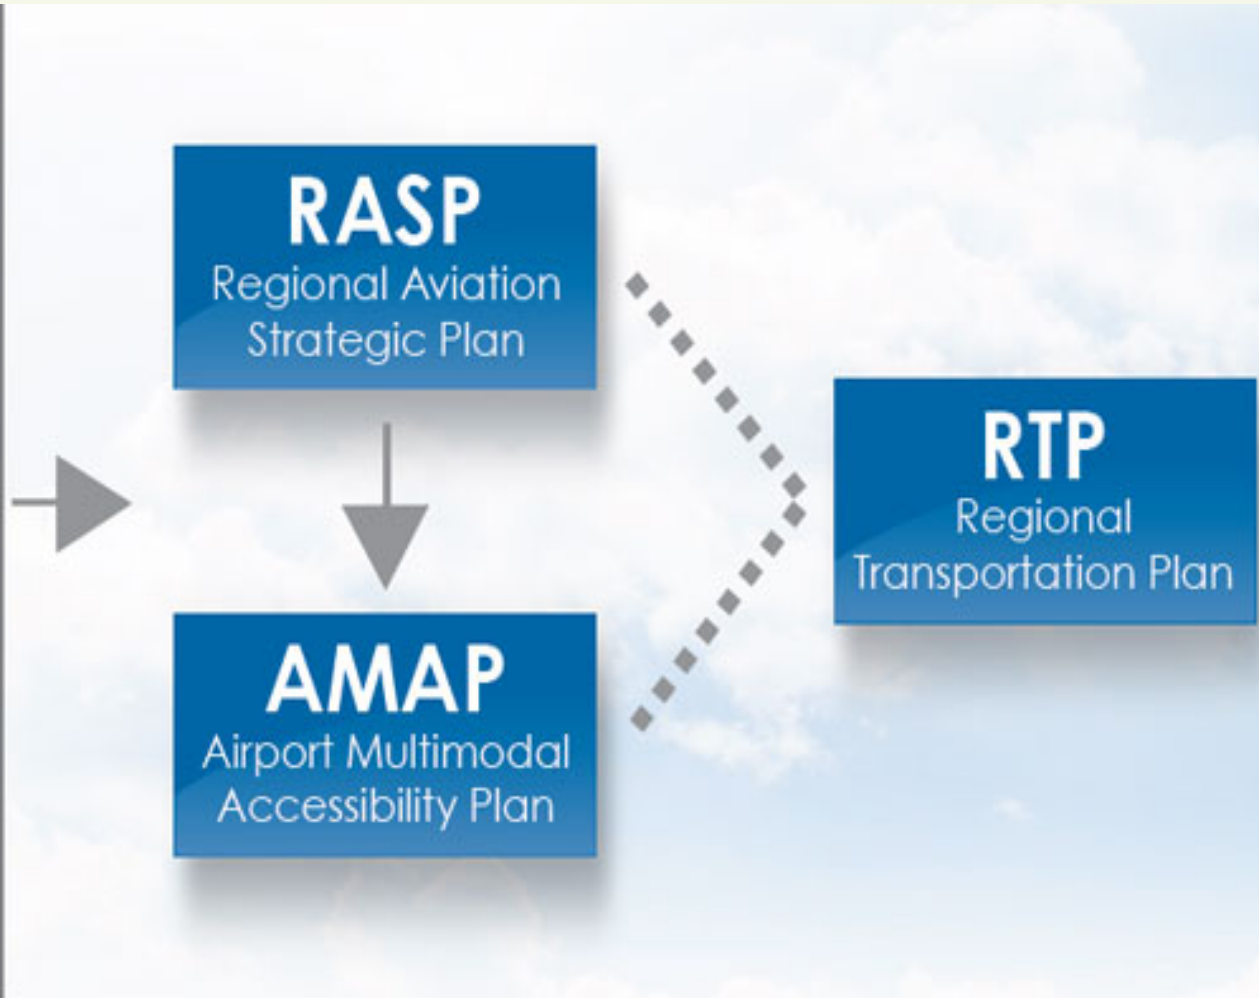 RASP
Regional Aviation
Strategic Plan
RTP
Regional
Transportation Plan
AMAP
Airport Multimodal
Accessibility Plan